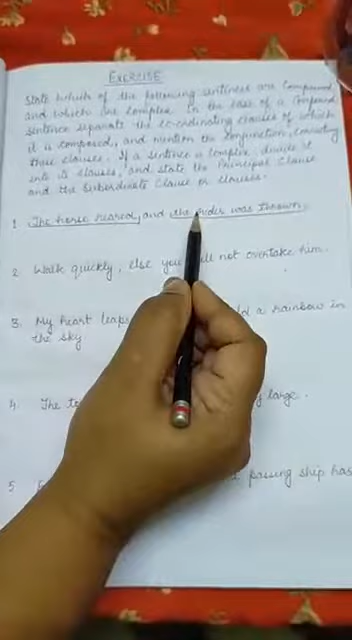 EXERCISE
State which of the following sentences are Compound,
and which are Complex. In the case of a Compound
sentence separate the co-ordinating clauses of which
it is composed, and mention the conjunction, connecting
these clauses. If a sentence is Complex, divide it
into its clauses, and state the Principal Clause
and the Subordinate Clause or clauses.
1 The horse reared, and the rider was thrown.
2 Walk quickly, else you will not overtake him.
3. My heart leaps a rainbow in
the sky
4. The large.
5 passing ship has